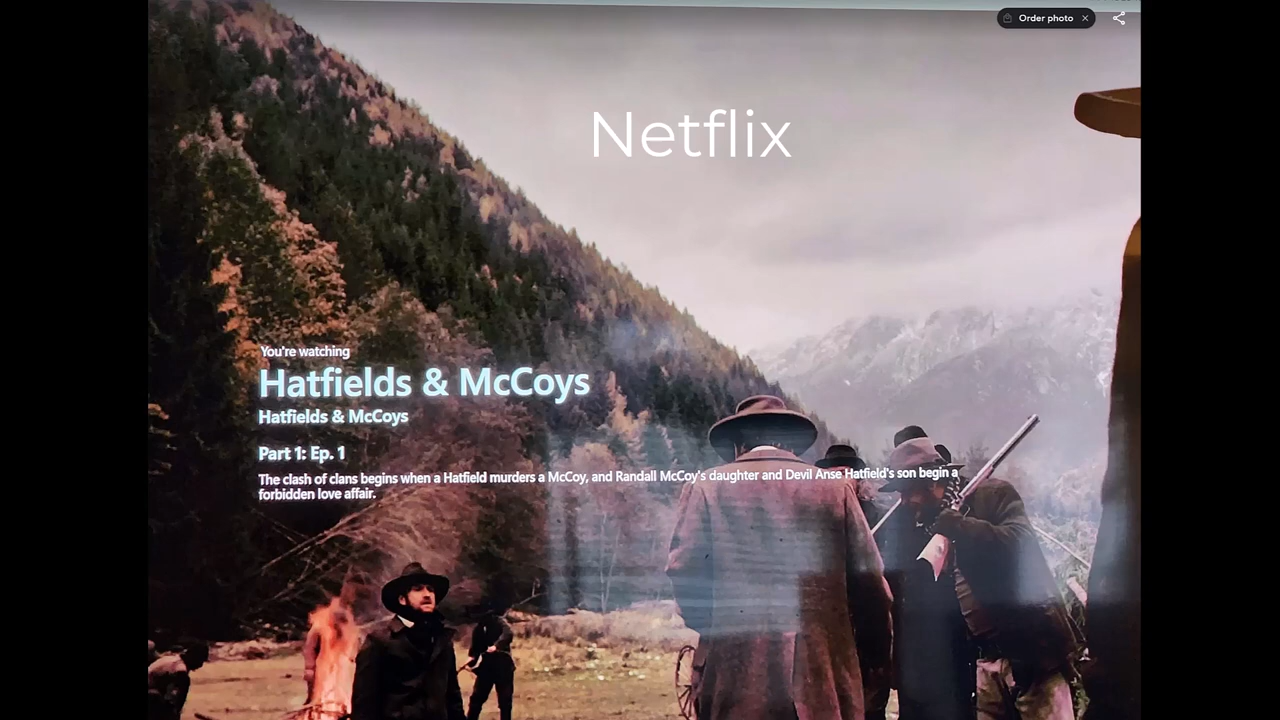 Order photo
Netflix
You're watching
Hatfields & McCoys
Hatfields & McCoys
Part 1: Ep. 1
The clash of clans begins when a Hatfield murders a McCoy, and Randall McCoy's daughter and Devil Anse Hatfield's son begin a
forbidden love affair.